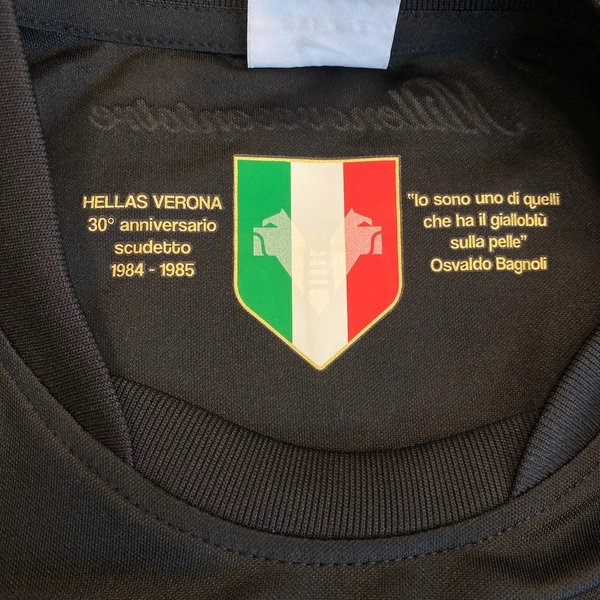 Millenovecentotre
HELLAS VERONA
30° anniversario
scudetto
1984 - 1985
"Io sono uno di quelli
che ha il gialloblù
sulla pelle"
Osvaldo Bagnoli